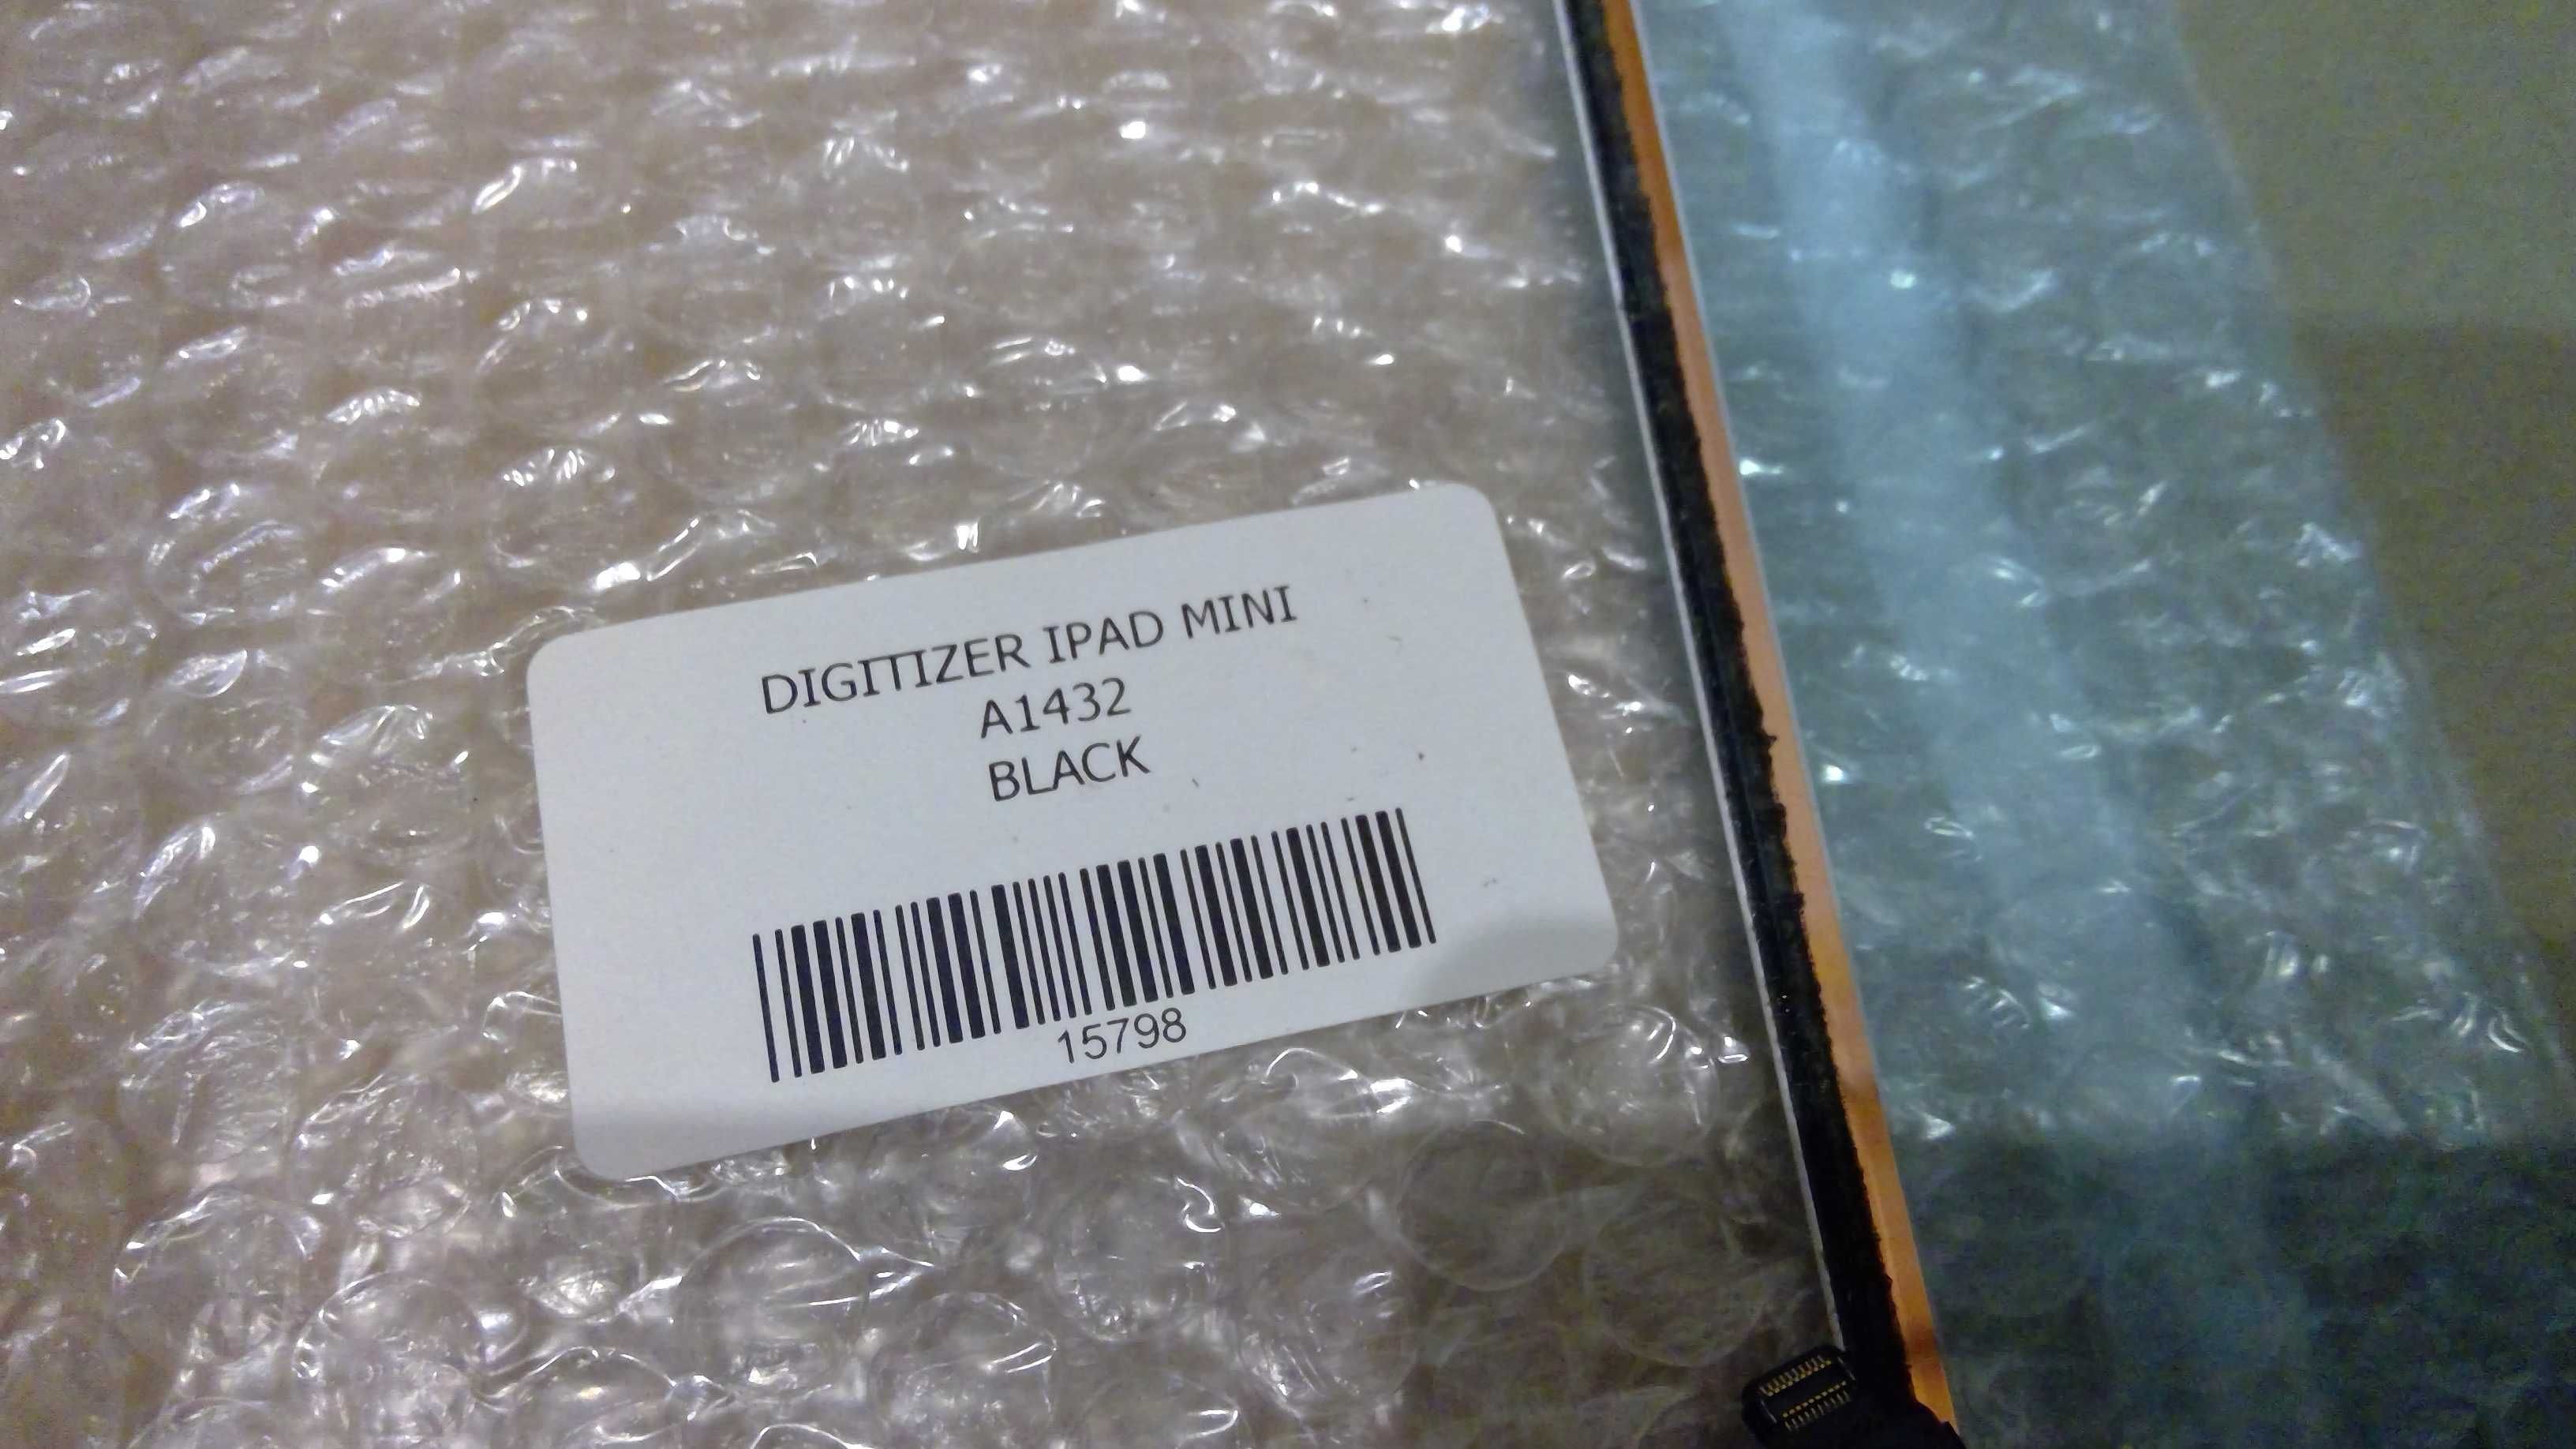 DIGITIZER IPAD MINI
A1432
BLACK
15798